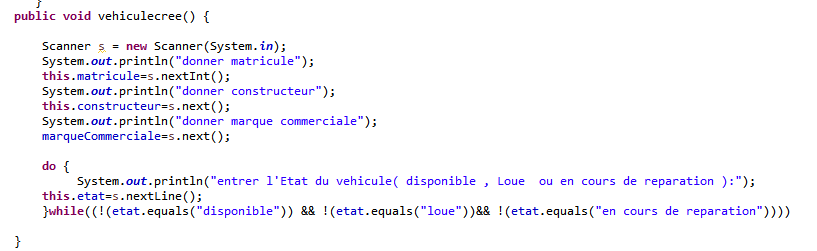 }
public void vehiculecree() {
Scanner s = new Scanner(System.in);
System.out.println("donner matricule");
this.matricule=s.nextInt();
System.out.println("donner constructeur");
this.constructeur=s.next();
System.out.println("donner marque commerciale");
marqueCommerciale=s.next();
do {
System.out.println("entrer l'Etat du vehicule( disponible , Loue  ou en cours de reparation ):");
this.etat=s.nextLine();
}while((!(etat.equals("disponible")) && !(etat.equals("loue"))&& !(etat.equals("en cours de reparation"))))
}